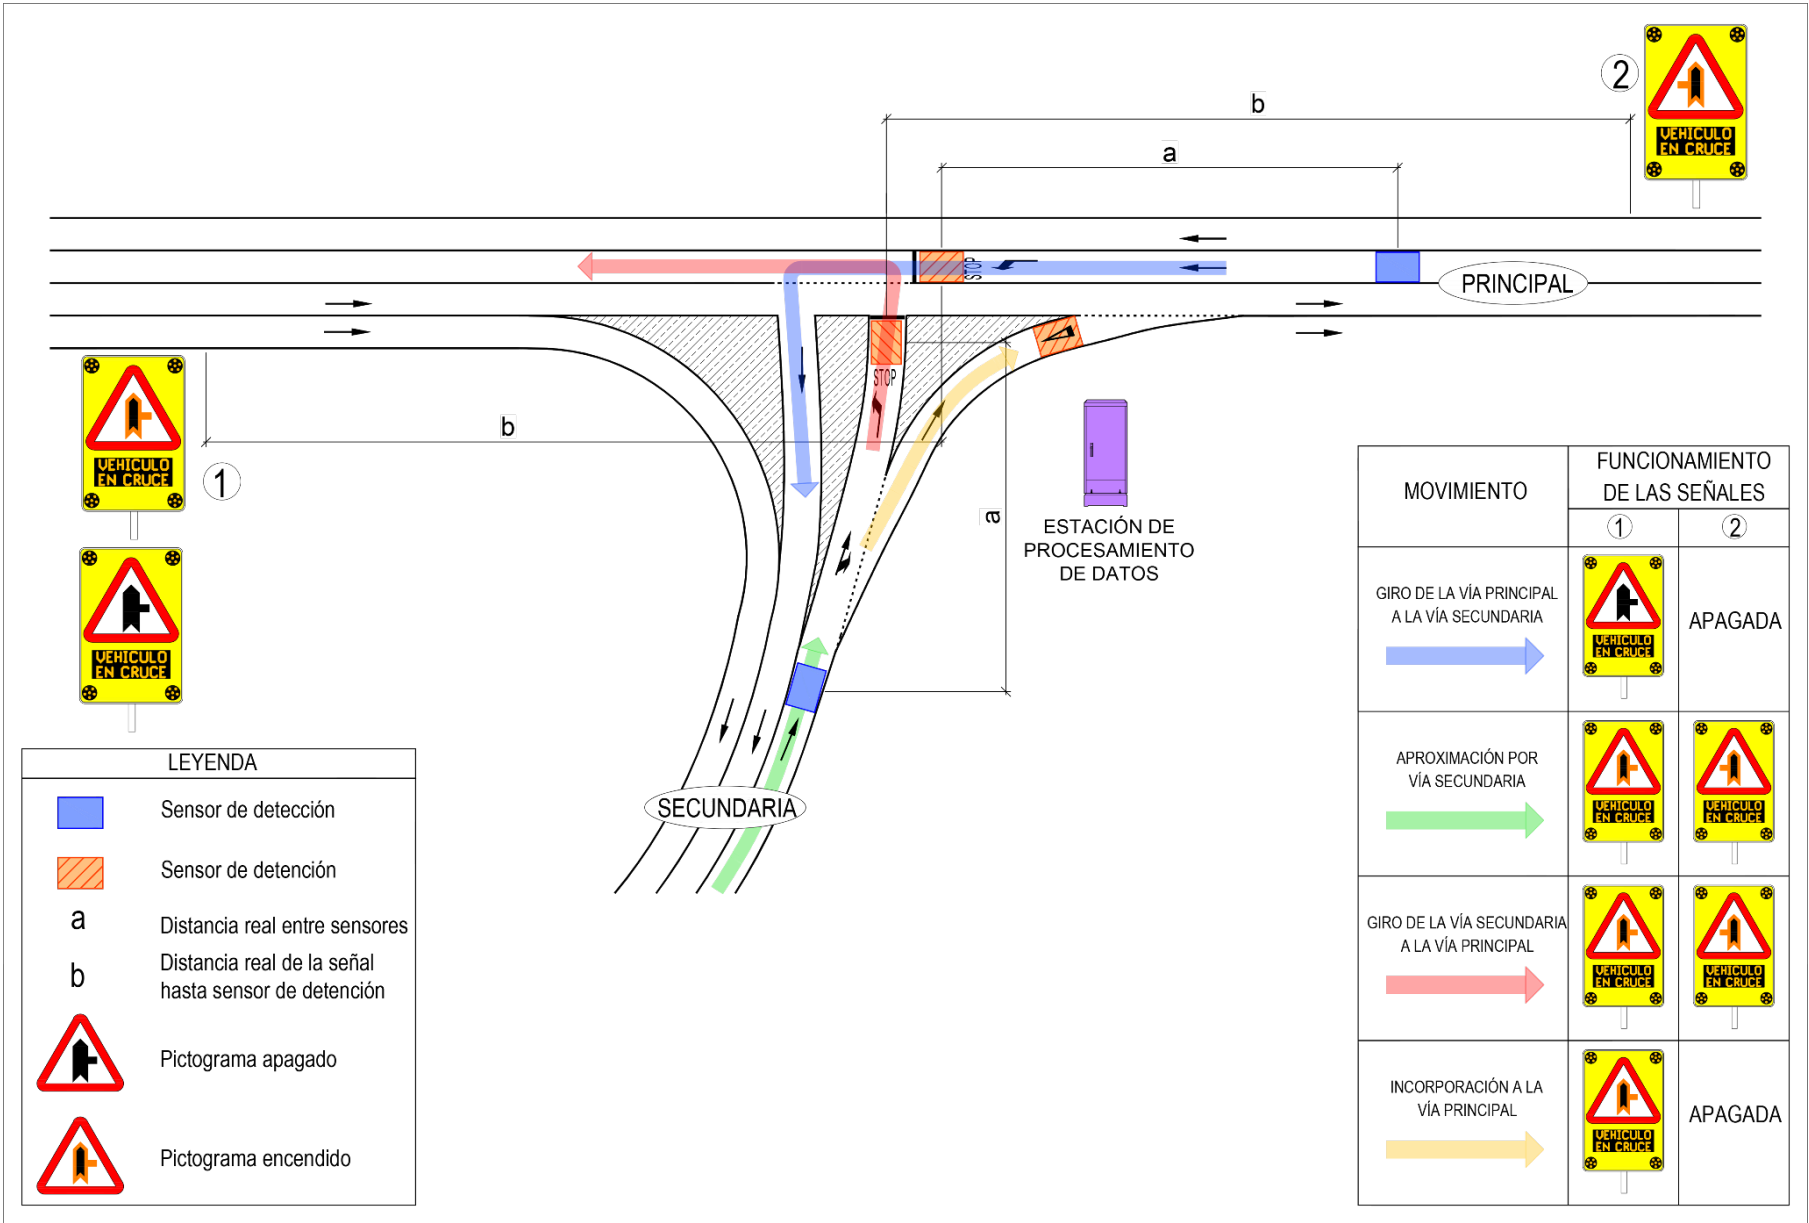 2
VEHICULO
EN CRUCE
b
a
STOP
PRINCIPAL
STOP
VEHICULO
EN CRUCE
1
b
a
VEHICULO
EN CRUCE
ESTACIÓN DE
PROCESAMIENTO
DE DATOS
SECUNDARIA
LEYENDA
Sensor de detección
Sensor de detención
a
Distancia real entre sensores
b
Distancia real de la señal
hasta sensor de detención
Pictograma apagado
Pictograma encendido
MOVIMIENTO
FUNCIONAMIENTO
DE LAS SEÑALES
1
2
GIRO DE LA VÍA PRINCIPAL
A LA VÍA SECUNDARIA
VEHICULO
EN CRUCE
APAGADA
APROXIMACIÓN POR
VÍA SECUNDARIA
VEHICULO
EN CRUCE
VEHICULO
EN CRUCE
GIRO DE LA VÍA SECUNDARIA
A LA VÍA PRINCIPAL
VEHICULO
EN CRUCE
VEHICULO
EN CRUCE
INCORPORACIÓN A LA
VÍA PRINCIPAL
VEHICULO
EN CRUCE
APAGADA